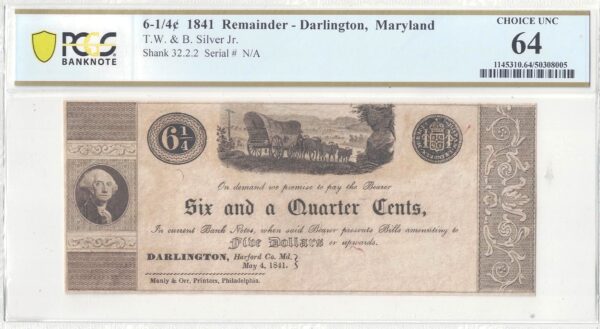 PCGS
BANKNOTE
6-1/4¢ 1841 Remainder - Darlington, Maryland
T.W. & B. Silver Jr.
Shank 32.2.2 Serial # N/A
CHOICE UNC
64
1145310.64/50308005
6 1/4
On demand we promise to pay the Bearer
Six and a Quarter Cents,
In current Bank Notes, when said Bearer presents Bills amounting to
Five Dollars or upwards.
DARLINGTON, Harford Co. Md.
May 4, 1841.
Manly & Orr, Printers, Philadelphia.